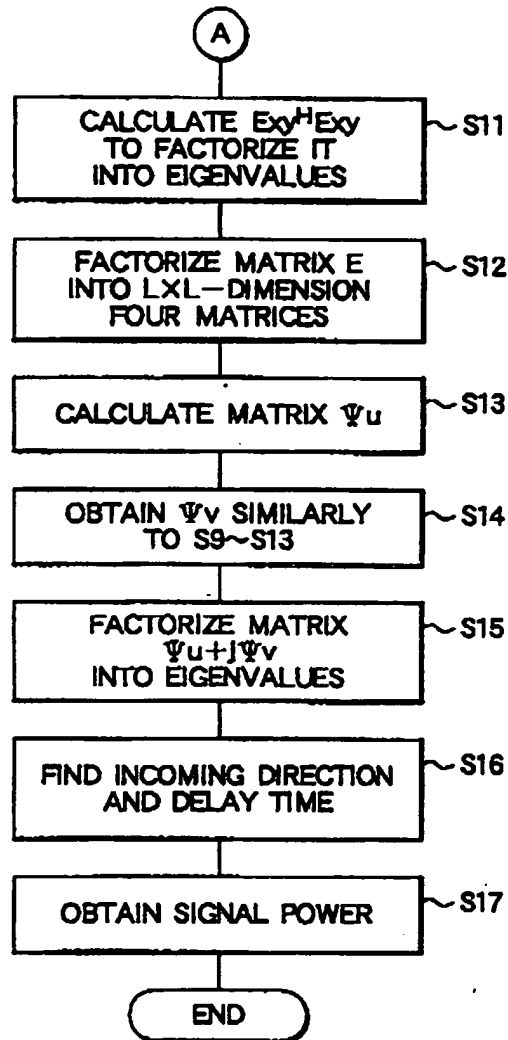 A
CALCULATE Exy^H Exy
TO FACTORIZE IT
INTO EIGENVALUES
S11
FACTORIZE MATRIX E
INTO L×L-DIMENSION
FOUR MATRICES
S12
CALCULATE MATRIX Ψu
S13
OBTAIN Ψv SIMILARLY
TO S9~S13
S14
FACTORIZE MATRIX
Ψu+jΨv
INTO EIGENVALUES
S15
FIND INCOMING DIRECTION
AND DELAY TIME
S16
OBTAIN SIGNAL POWER
S17
END